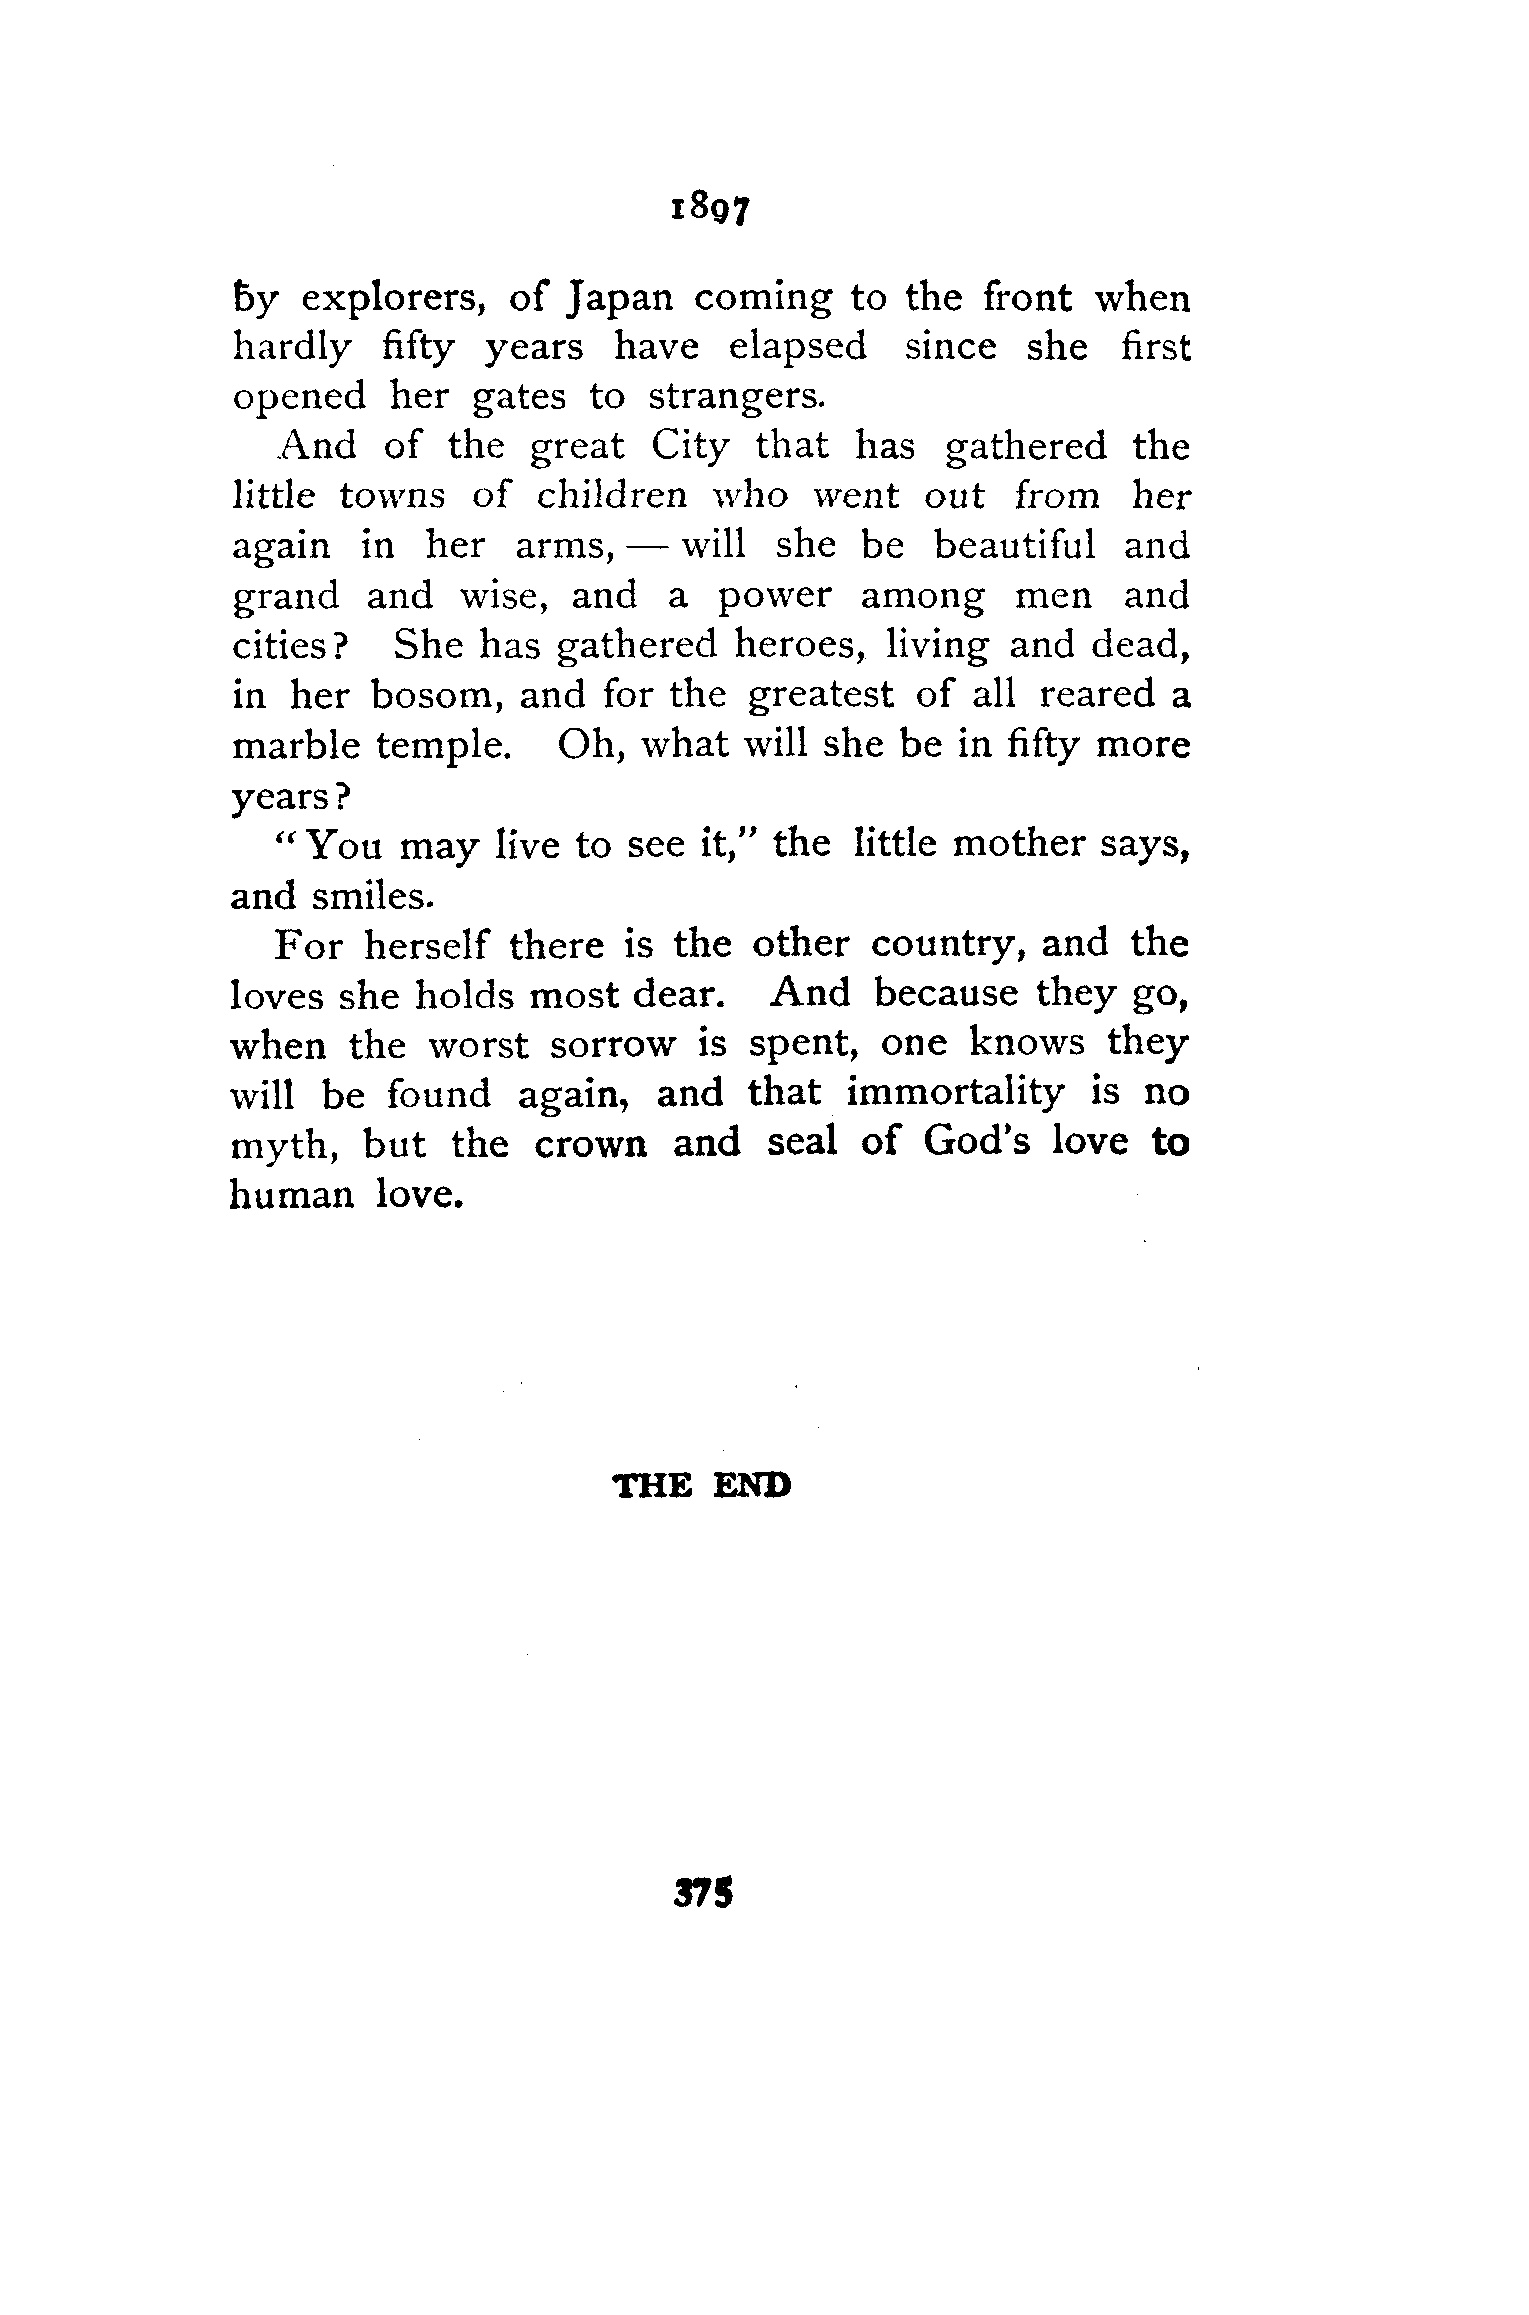 1897
by explorers, of Japan coming to the front when
hardly fifty years have elapsed since she first
opened her gates to strangers.
And of the great City that has gathered the
little towns of children who went out from her
again in her arms, — will she be beautiful and
grand and wise, and a power among men and
cities? She has gathered heroes, living and dead,
in her bosom, and for the greatest of all reared a
marble temple. Oh, what will she be in fifty more
years?
“You may live to see it,” the little mother says,
and smiles.
For herself there is the other country, and the
loves she holds most dear. And because they go,
when the worst sorrow is spent, one knows they
will be found again, and that immortality is no
myth, but the crown and seal of God's love to
human love.
THE END
375